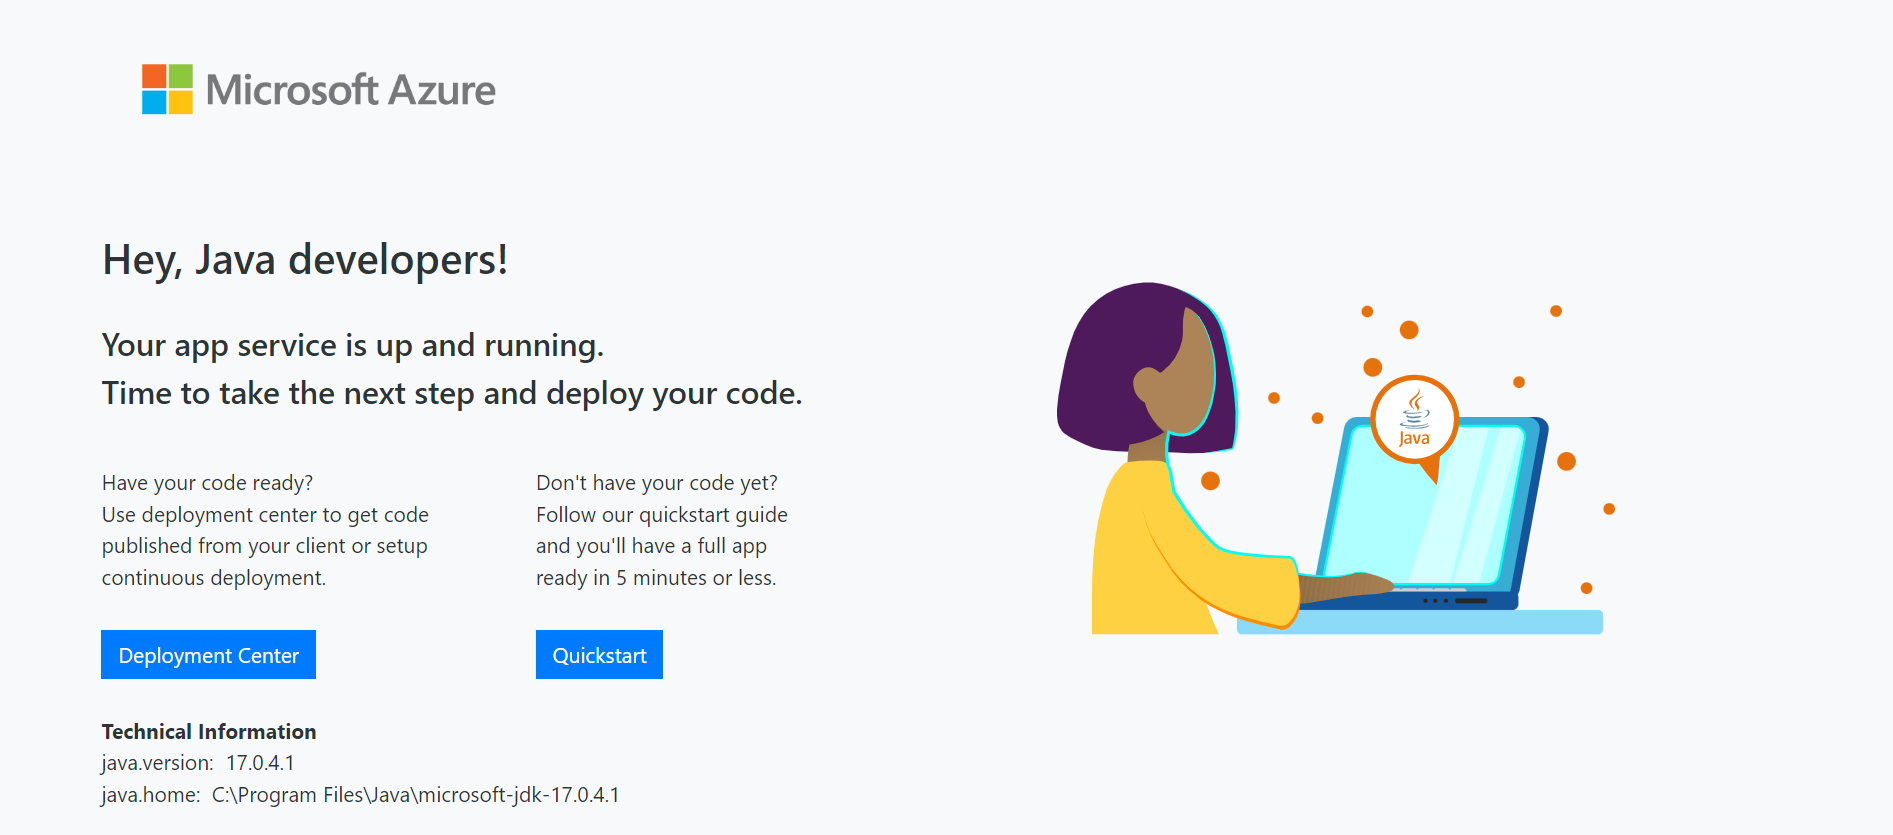 Microsoft Azure
Hey, Java developers!
Your app service is up and running.
Time to take the next step and deploy your code.
Have your code ready?
Use deployment center to get code
published from your client or setup
continuous deployment.
Deployment Center
Don't have your code yet?
Follow our quickstart guide
and you'll have a full app
ready in 5 minutes or less.
Quickstart
Technical Information
java.version: 17.0.4.1
java.home: C:\Program Files\Java\microsoft-jdk-17.0.4.1
Java